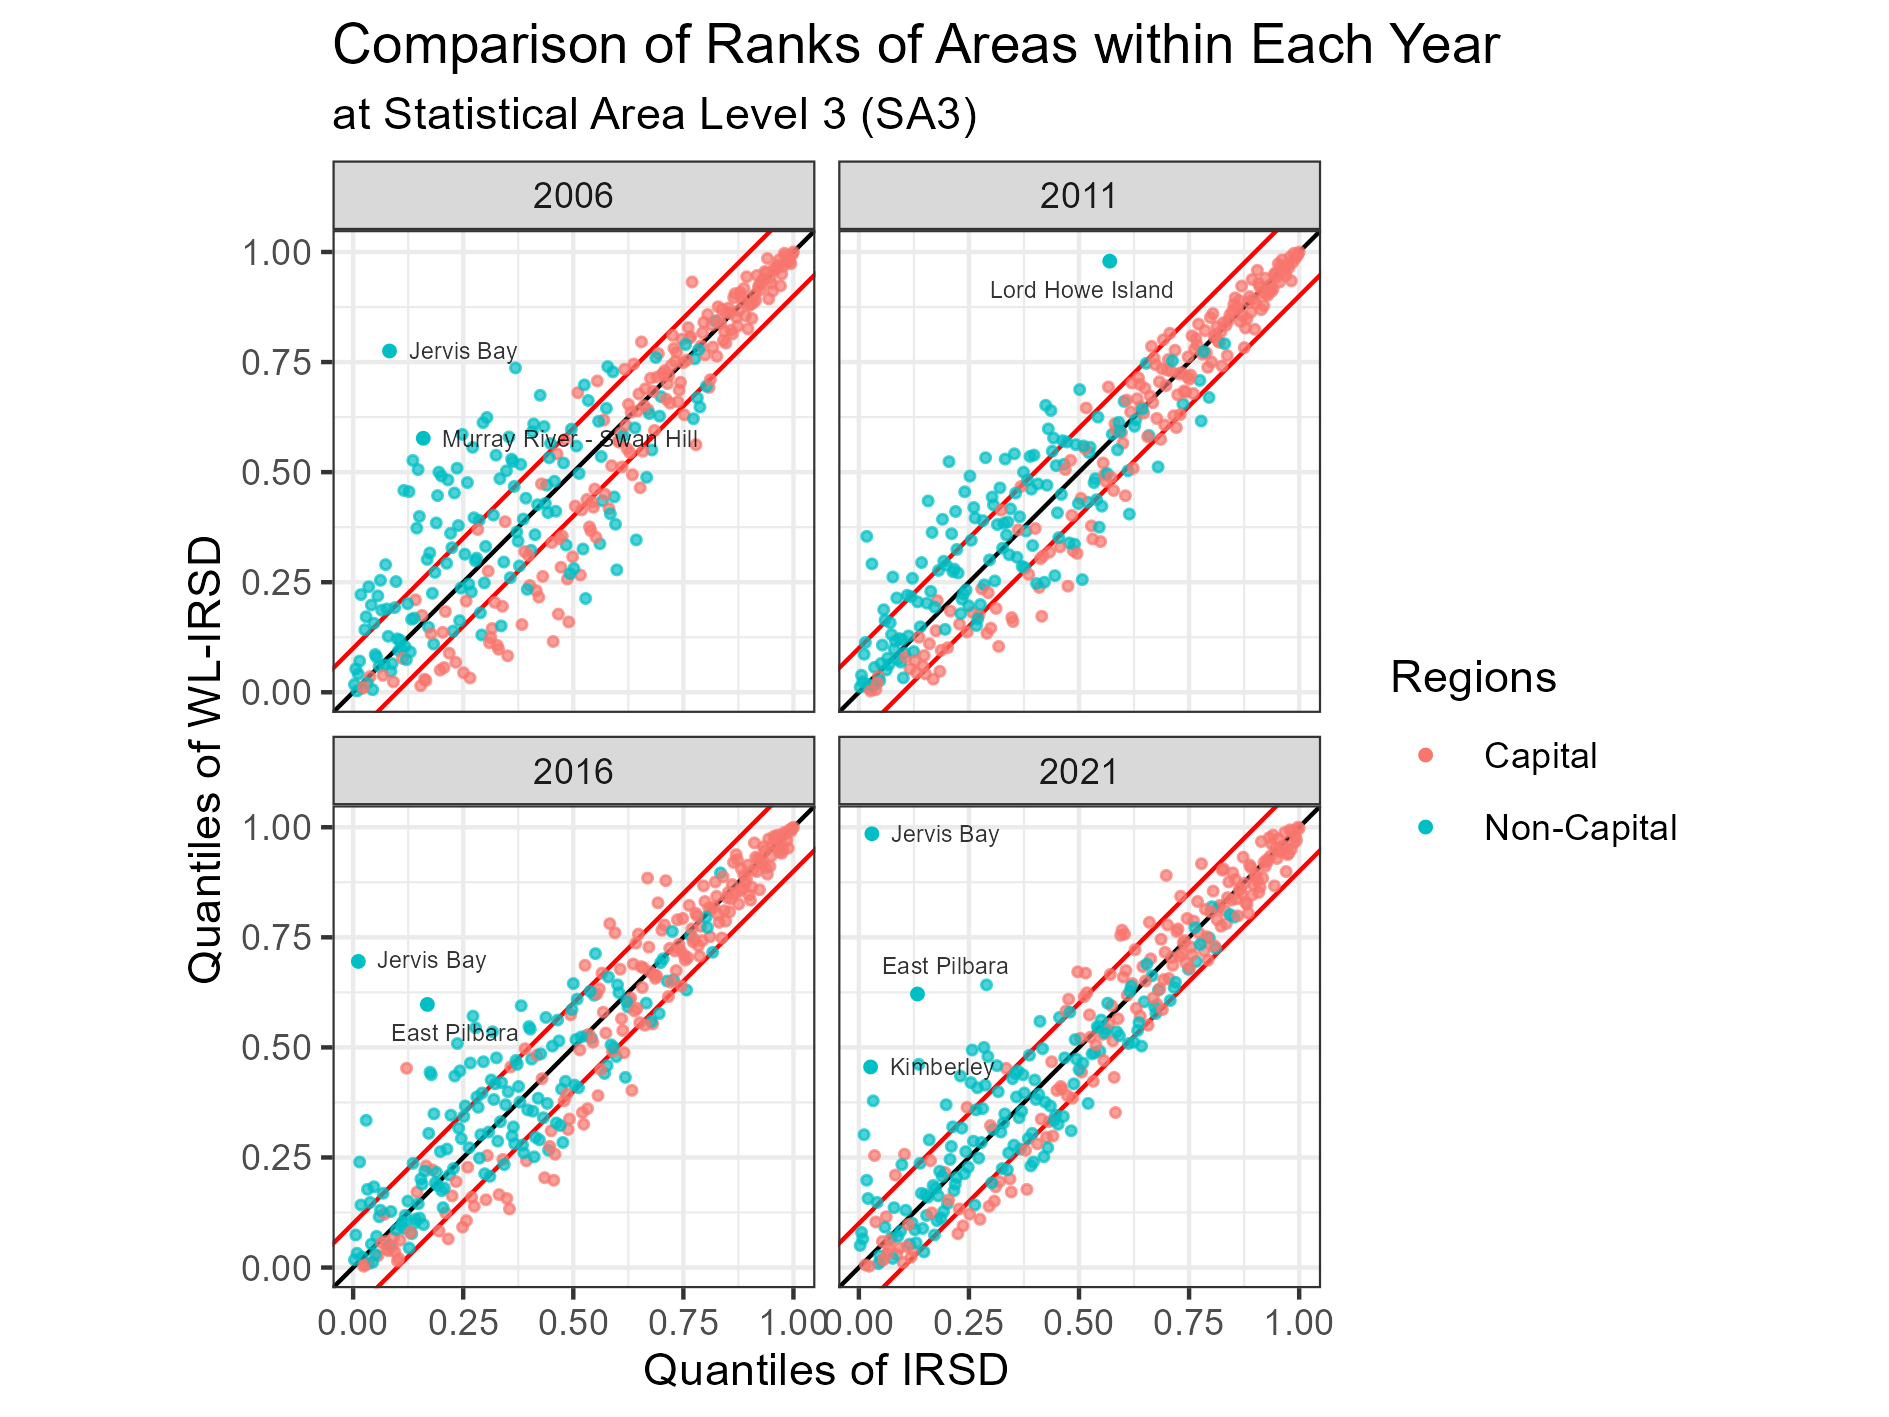 Comparison of Ranks of Areas within Each Year
at Statistical Area Level 3 (SA3)
2006
2011
1.00
0.75
0.50
0.25
0.00
Jervis Bay
Murray River - Swan Hill
Lord Howe Island
2016
2021
1.00
0.75
0.50
0.25
0.00
Jervis Bay
East Pilbara
Jervis Bay
East Pilbara
Kimberley
0.00 0.25 0.50 0.75 1.00
0.00 0.25 0.50 0.75 1.00
Quantiles of IRSD
Quantiles of WL-IRSD
Regions
Capital
Non-Capital